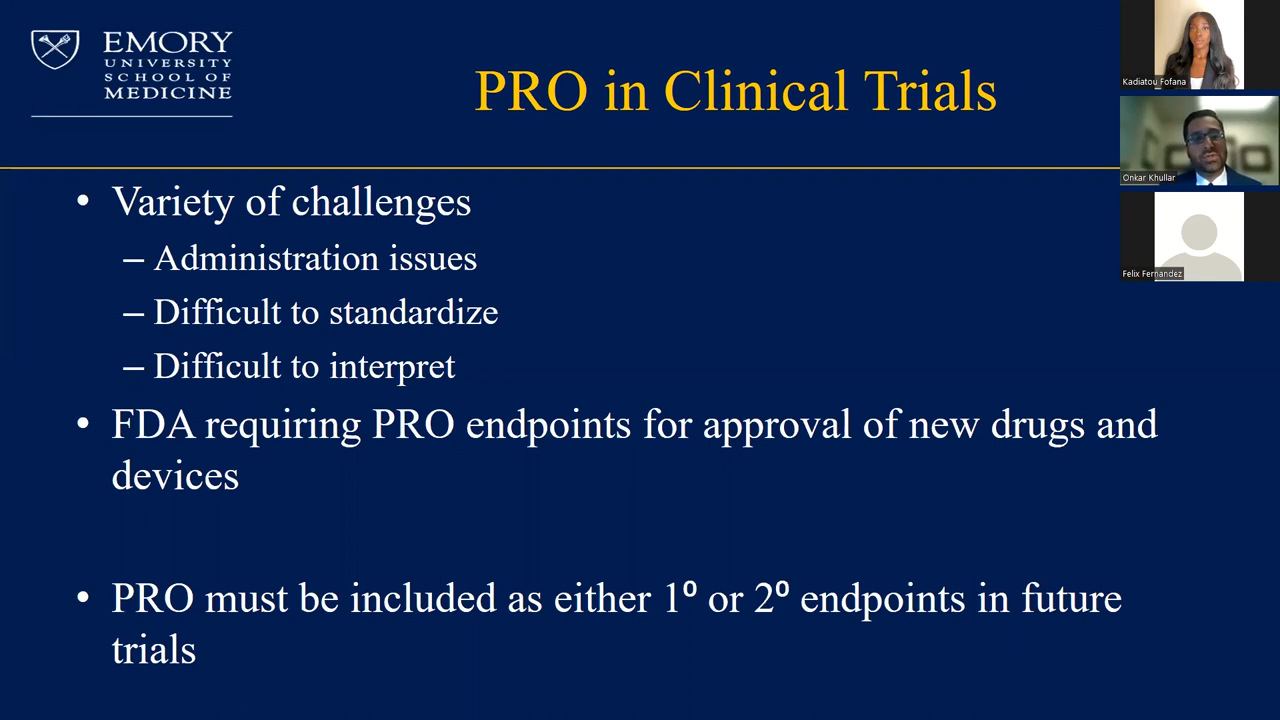 EMORY
UNIVERSITY
SCHOOL OF
MEDICINE
PRO in Clinical Trials
Kadiatou Fofana
Onkar Khullar
Felix Fernandez
• Variety of challenges
– Administration issues
– Difficult to standardize
– Difficult to interpret
• FDA requiring PRO endpoints for approval of new drugs and
devices
• PRO must be included as either 1⁰ or 2⁰ endpoints in future
trials